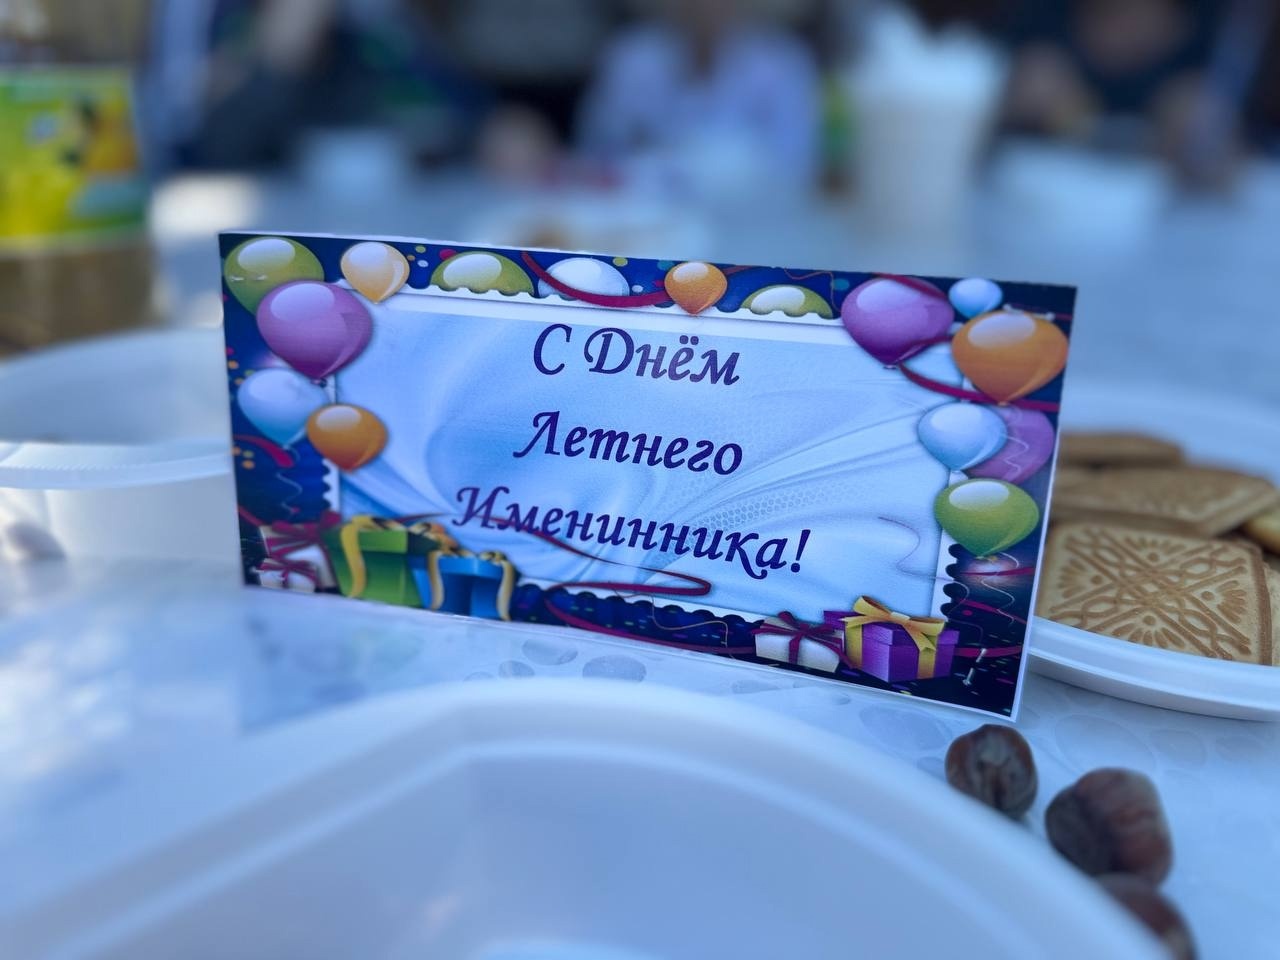 С Днём
Летнего
Именинника!